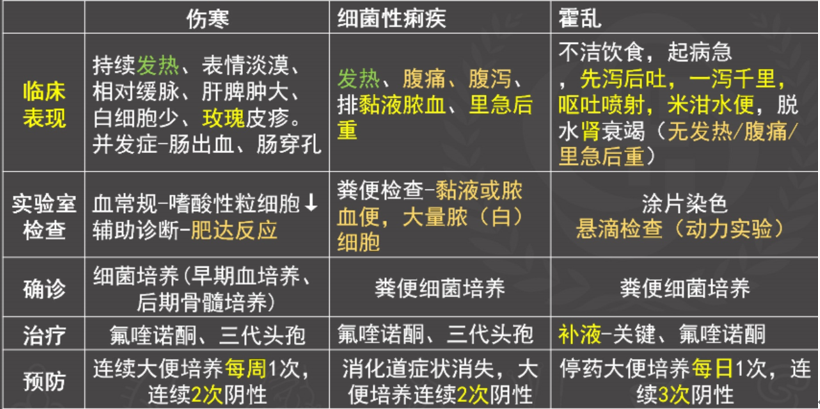 伤寒
细菌性痢疾
霍乱
临床
表现
持续发热、表情淡漠、
相对缓脉、肝脾肿大、
白细胞少、玫瑰皮疹。
并发症-肠出血、肠穿孔
发热、腹痛、腹泻、
排黏液脓血、里急后
重
不洁饮食，起病急
，先泻后吐，一泻千里，
呕吐喷射，米泔水便，脱
水肾衰竭（无发热/腹痛/
里急后重）
实验室
检查
血常规-嗜酸性粒细胞↓
辅助诊断-肥达反应
粪便检查-黏液或脓
血便，大量脓（白）
细胞
涂片染色
悬滴检查（动力实验）
确诊
细菌培养(早期血培养、
后期骨髓培养)
粪便细菌培养
粪便细菌培养
治疗
氟喹诺酮、三代头孢
氟喹诺酮、三代头孢
补液-关键、氟喹诺酮
预防
连续大便培养每周1次，
连续2次阴性
消化道症状消失，大
便培养连续2次阴性
停药大便培养每日1次，连
续3次阴性